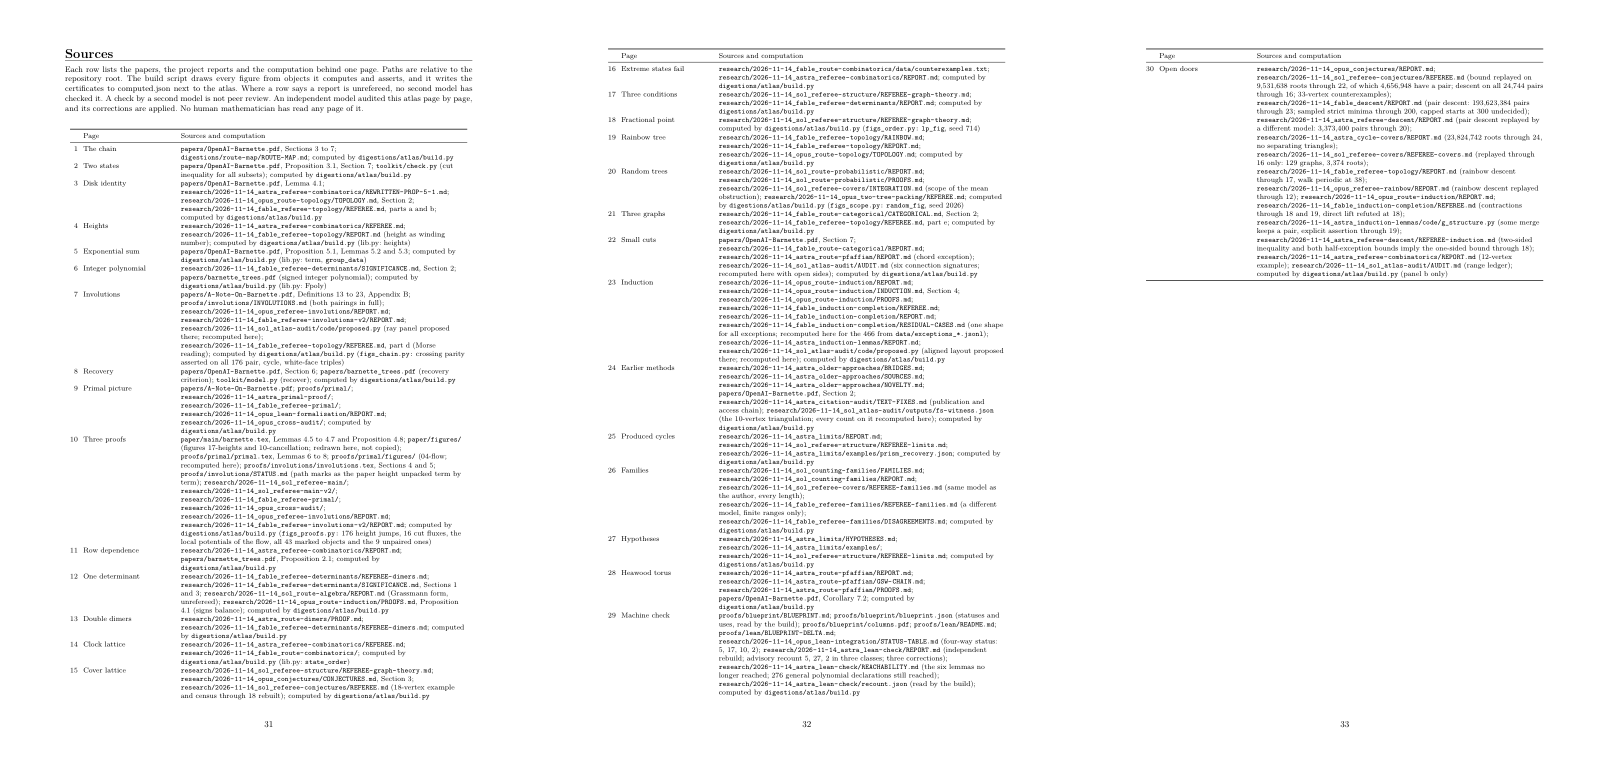 Sources
Each row lists the papers, the project reports and the computation behind one page. Paths are relative to the
repository root. The build script draws every figure from objects it computes and asserts, and it writes the
certificates to computed.json next to the atlas. Where a row says a report is unrefereed, no second model has
checked it. A check by a second model is not peer review. An independent model audited this atlas page by page,
and its corrections are applied. No human mathematician has read any page of it.
Page Sources and computation
1 The chain papers/OpenAI-Barnette.pdf, Sections 3 to 7;
digestions/route-map/ROUTE-MAP.md; computed by digestions/atlas/build.py
2 Two states papers/OpenAI-Barnette.pdf, Proposition 3.1, Section 7; toolkit/check.py (cut
inequality for all subsets); computed by digestions/atlas/build.py
3 Disk identity papers/OpenAI-Barnette.pdf, Lemma 4.1;
research/2026-11-14_astra_referee-combinatorics/REWRITTEN-PROP-5-1.md;
research/2026-11-14_opus_route-topology/TOPOLOGY.md, Section 2;
research/2026-11-14_fable_referee-topology/REFEREE.md, parts a and b;
computed by digestions/atlas/build.py
4 Heights research/2026-11-14_astra_referee-combinatorics/REFEREE.md;
research/2026-11-14_fable_referee-topology/REPORT.md (height as winding
number); computed by digestions/atlas/build.py (lib.py: heights)
5 Exponential sum papers/OpenAI-Barnette.pdf, Proposition 5.1, Lemmas 5.2 and 5.3; computed by
digestions/atlas/build.py (lib.py: term, group_data)
6 Integer polynomial research/2026-11-14_fable_referee-determinants/SIGNIFICANCE.md, Section 2;
papers/barnette_trees.pdf (signed integer polynomial); computed by
digestions/atlas/build.py (lib.py: Fpoly)
7 Involutions papers/A-Note-On-Barnette.pdf, Definitions 13 to 23, Appendix B;
proofs/involutions/INVOLUTIONS.md (both pairings in full);
research/2026-11-14_opus_referee-involutions/REPORT.md;
research/2026-11-14_fable_referee-involutions-v2/REPORT.md;
research/2026-11-14_sol_atlas-audit/code/proposed.py (ray panel proposed
there; recomputed here);
research/2026-11-14_fable_referee-topology/REFEREE.md, part d (Morse
reading); computed by digestions/atlas/build.py (figs_chain.py: crossing parity
asserted on all 176 pair, cycle, white-face triples)
8 Recovery papers/OpenAI-Barnette.pdf, Section 6; papers/barnette_trees.pdf (recovery
criterion); toolkit/model.py (recover); computed by digestions/atlas/build.py
9 Primal picture papers/A-Note-On-Barnette.pdf; proofs/primal/;
research/2026-11-14_astra_primal-proof/;
research/2026-11-14_fable_referee-primal/;
research/2026-11-14_opus_lean-formalisation/REPORT.md;
research/2026-11-14_opus_cross-audit/; computed by
digestions/atlas/build.py
10 Three proofs paper/main/barnette.tex, Lemmas 4.5 to 4.7 and Proposition 4.8; paper/figures/
(figures 17-heights and 10-cancellation; redrawn here, not copied);
proofs/primal/primal.tex, Lemmas 6 to 8; proofs/primal/figures/ (04-flow;
recomputed here); proofs/involutions/involutions.tex, Sections 4 and 5;
proofs/involutions/STATUS.md (path marks as the paper height unpacked term by
term); research/2026-11-14_sol_referee-main/;
research/2026-11-14_sol_referee-main-v2/;
research/2026-11-14_fable_referee-primal/;
research/2026-11-14_opus_cross-audit/;
research/2026-11-14_opus_referee-involutions/REPORT.md;
research/2026-11-14_fable_referee-involutions-v2/REPORT.md; computed by
digestions/atlas/build.py (figs_proofs.py: 176 height jumps, 16 cut fluxes, the
local potentials of the flow, all 43 marked objects and the 9 unpaired ones)
11 Row dependence research/2026-11-14_astra_referee-combinatorics/REPORT.md;
papers/barnette_trees.pdf, Proposition 2.1; computed by
digestions/atlas/build.py
12 One determinant research/2026-11-14_fable_referee-determinants/REFEREE-dimers.md;
research/2026-11-14_fable_referee-determinants/SIGNIFICANCE.md, Sections 1
and 3; research/2026-11-14_sol_route-algebra/REPORT.md (Grassmann form,
unrefereed); research/2026-11-14_opus_route-induction/PROOFS.md, Proposition
4.1 (signs balance); computed by digestions/atlas/build.py
13 Double dimers research/2026-11-14_astra_route-dimers/PROOF.md;
research/2026-11-14_fable_referee-determinants/REFEREE-dimers.md; computed
by digestions/atlas/build.py
14 Clock lattice research/2026-11-14_astra_referee-combinatorics/REFEREE.md;
research/2026-11-14_fable_route-combinatorics/; computed by
digestions/atlas/build.py (lib.py: state_order)
15 Cover lattice research/2026-11-14_sol_referee-structure/REFEREE-graph-theory.md;
research/2026-11-14_opus_conjectures/CONJECTURES.md, Section 3;
research/2026-11-14_sol_referee-conjectures/REFEREE.md (18-vertex example
and census through 18 rebuilt); computed by digestions/atlas/build.py
31
Page Sources and computation
16 Extreme states fail research/2026-11-14_fable_route-combinatorics/data/counterexamples.txt;
research/2026-11-14_astra_referee-combinatorics/REPORT.md; computed by
digestions/atlas/build.py
17 Three conditions research/2026-11-14_sol_referee-structure/REFEREE-graph-theory.md;
research/2026-11-14_fable_referee-determinants/REPORT.md; computed by
digestions/atlas/build.py
18 Fractional point research/2026-11-14_sol_referee-structure/REFEREE-graph-theory.md;
computed by digestions/atlas/build.py (figs_order.py: lp_fig, seed 714)
19 Rainbow tree research/2026-11-14_fable_referee-topology/RAINBOW.md;
research/2026-11-14_fable_referee-topology/REPORT.md;
research/2026-11-14_opus_route-topology/TOPOLOGY.md; computed by
digestions/atlas/build.py
20 Random trees research/2026-11-14_sol_route-probabilistic/REPORT.md;
research/2026-11-14_sol_route-probabilistic/PROOFS.md;
research/2026-11-14_sol_referee-covers/INTEGRATION.md (scope of the mean
obstruction); research/2026-11-14_opus_two-tree-packing/REFEREE.md; computed
by digestions/atlas/build.py (figs_scope.py: random_fig, seed 2026)
21 Three graphs research/2026-11-14_sol_route-categorical/CATEGORICAL.md, Section 2;
research/2026-11-14_fable_referee-topology/REFEREE.md, part e; computed by
digestions/atlas/build.py
22 Small cuts papers/OpenAI-Barnette.pdf, Section 7;
research/2026-11-14_fable_route-categorical/REPORT.md;
research/2026-11-14_astra_route-pfaffian/REPORT.md (chord exception);
research/2026-11-14_sol_atlas-audit/AUDIT.md (six connection signatures;
recomputed here with open sides); computed by digestions/atlas/build.py
23 Induction research/2026-11-14_opus_route-induction/REPORT.md;
research/2026-11-14_opus_route-induction/INDUCTION.md, Section 4;
research/2026-11-14_opus_route-induction/PROOFS.md;
research/2026-11-14_fable_induction-completion/REFEREE.md;
research/2026-11-14_fable_induction-completion/REPORT.md;
research/2026-11-14_fable_induction-completion/RESIDUAL-CASES.md (one shape
for all exceptions; recomputed here for the 466 from data/exceptions_*.jsonl);
research/2026-11-14_astra_induction-lemmas/REPORT.md;
research/2026-11-14_sol_atlas-audit/code/proposed.py (aligned layout proposed
there; recomputed here); computed by digestions/atlas/build.py
24 Earlier methods research/2026-11-14_astra_older-approaches/BRIDGES.md;
research/2026-11-14_astra_older-approaches/SOURCES.md;
research/2026-11-14_astra_older-approaches/NOVELTY.md;
papers/OpenAI-Barnette.pdf, Section 2;
research/2026-11-14_astra_citation-audit/TEXT-FIXES.md (publication and
access chain); research/2026-11-14_sol_atlas-audit/outputs/fs-witness.json
(the 10-vertex triangulation; every count on it recomputed here); computed by
digestions/atlas/build.py
25 Produced cycles research/2026-11-14_astra_limits/REPORT.md;
research/2026-11-14_sol_referee-structure/REFEREE-limits.md;
research/2026-11-14_astra_limits/examples/prism_recovery.json; computed by
digestions/atlas/build.py
26 Families research/2026-11-14_sol_counting-families/FAMILIES.md;
research/2026-11-14_sol_counting-families/REPORT.md;
research/2026-11-14_sol_referee-covers/REFEREE-families.md (same model as
the author, every length);
research/2026-11-14_fable_referee-families/REFEREE-families.md (a different
model, finite ranges only);
research/2026-11-14_fable_referee-families/DISAGREEMENTS.md; computed by
digestions/atlas/build.py
27 Hypotheses research/2026-11-14_astra_limits/HYPOTHESES.md;
research/2026-11-14_astra_limits/examples/;
research/2026-11-14_sol_referee-structure/REFEREE-limits.md; computed by
digestions/atlas/build.py
28 Heawood torus research/2026-11-14_astra_route-pfaffian/REPORT.md;
research/2026-11-14_astra_route-pfaffian/GSW-CHAIN.md;
research/2026-11-14_astra_route-pfaffian/PROOFS.md;
papers/OpenAI-Barnette.pdf, Corollary 7.2; computed by
digestions/atlas/build.py
29 Machine check proofs/blueprint/BLUEPRINT.md; proofs/blueprint/blueprint.json (statuses and
uses, read by the build); proofs/blueprint/columns.pdf; proofs/lean/README.md;
proofs/lean/BLUEPRINT-DELTA.md;
research/2026-11-14_opus_lean-integration/STATUS-TABLE.md (four-way status:
5, 17, 10, 2); research/2026-11-14_astra_lean-check/REPORT.md (independent
rebuild; advisory recount 5, 27, 2 in three classes; three corrections);
research/2026-11-14_astra_lean-check/REACHABILITY.md (the six lemmas no
longer reached; 276 general polynomial declarations still reached);
research/2026-11-14_astra_lean-check/recount.json (read by the build);
computed by digestions/atlas/build.py
32
Page Sources and computation
30 Open doors research/2026-11-14_opus_conjectures/REPORT.md;
research/2026-11-14_sol_referee-conjectures/REFEREE.md (bound replayed on
9,531,638 roots through 22, of which 4,656,948 have a pair; descent on all 24,744 pairs
through 16; 33-vertex counterexamples);
research/2026-11-14_fable_descent/REPORT.md (pair descent: 193,623,384 pairs
through 23; sampled strict minima through 200, capped starts at 300 undecided);
research/2026-11-14_astra_referee-descent/REPORT.md (pair descent replayed by
a different model: 3,373,400 pairs through 20);
research/2026-11-14_astra_cycle-covers/REPORT.md (23,824,742 roots through 24,
no separating triangles);
research/2026-11-14_sol_referee-covers/REFEREE-covers.md (replayed through
16 only: 129 graphs, 3,374 roots);
research/2026-11-14_fable_referee-topology/REPORT.md (rainbow descent
through 17, walk periodic at 38);
research/2026-11-14_opus_referee-rainbow/REPORT.md (rainbow descent replayed
through 12); research/2026-11-14_opus_route-induction/REPORT.md;
research/2026-11-14_fable_induction-completion/REFEREE.md (contractions
through 18 and 19, direct lift refuted at 18);
research/2026-11-14_astra_induction-lemmas/code/g_structure.py (some merge
keeps a pair, explicit assertion through 19);
research/2026-11-14_astra_referee-descent/REFEREE-induction.md (two-sided
inequality and both half-exception bounds imply the one-sided bound through 18);
research/2026-11-14_astra_referee-combinatorics/REPORT.md (12-vertex
example); research/2026-11-14_sol_atlas-audit/AUDIT.md (range ledger);
computed by digestions/atlas/build.py (panel b only)
33